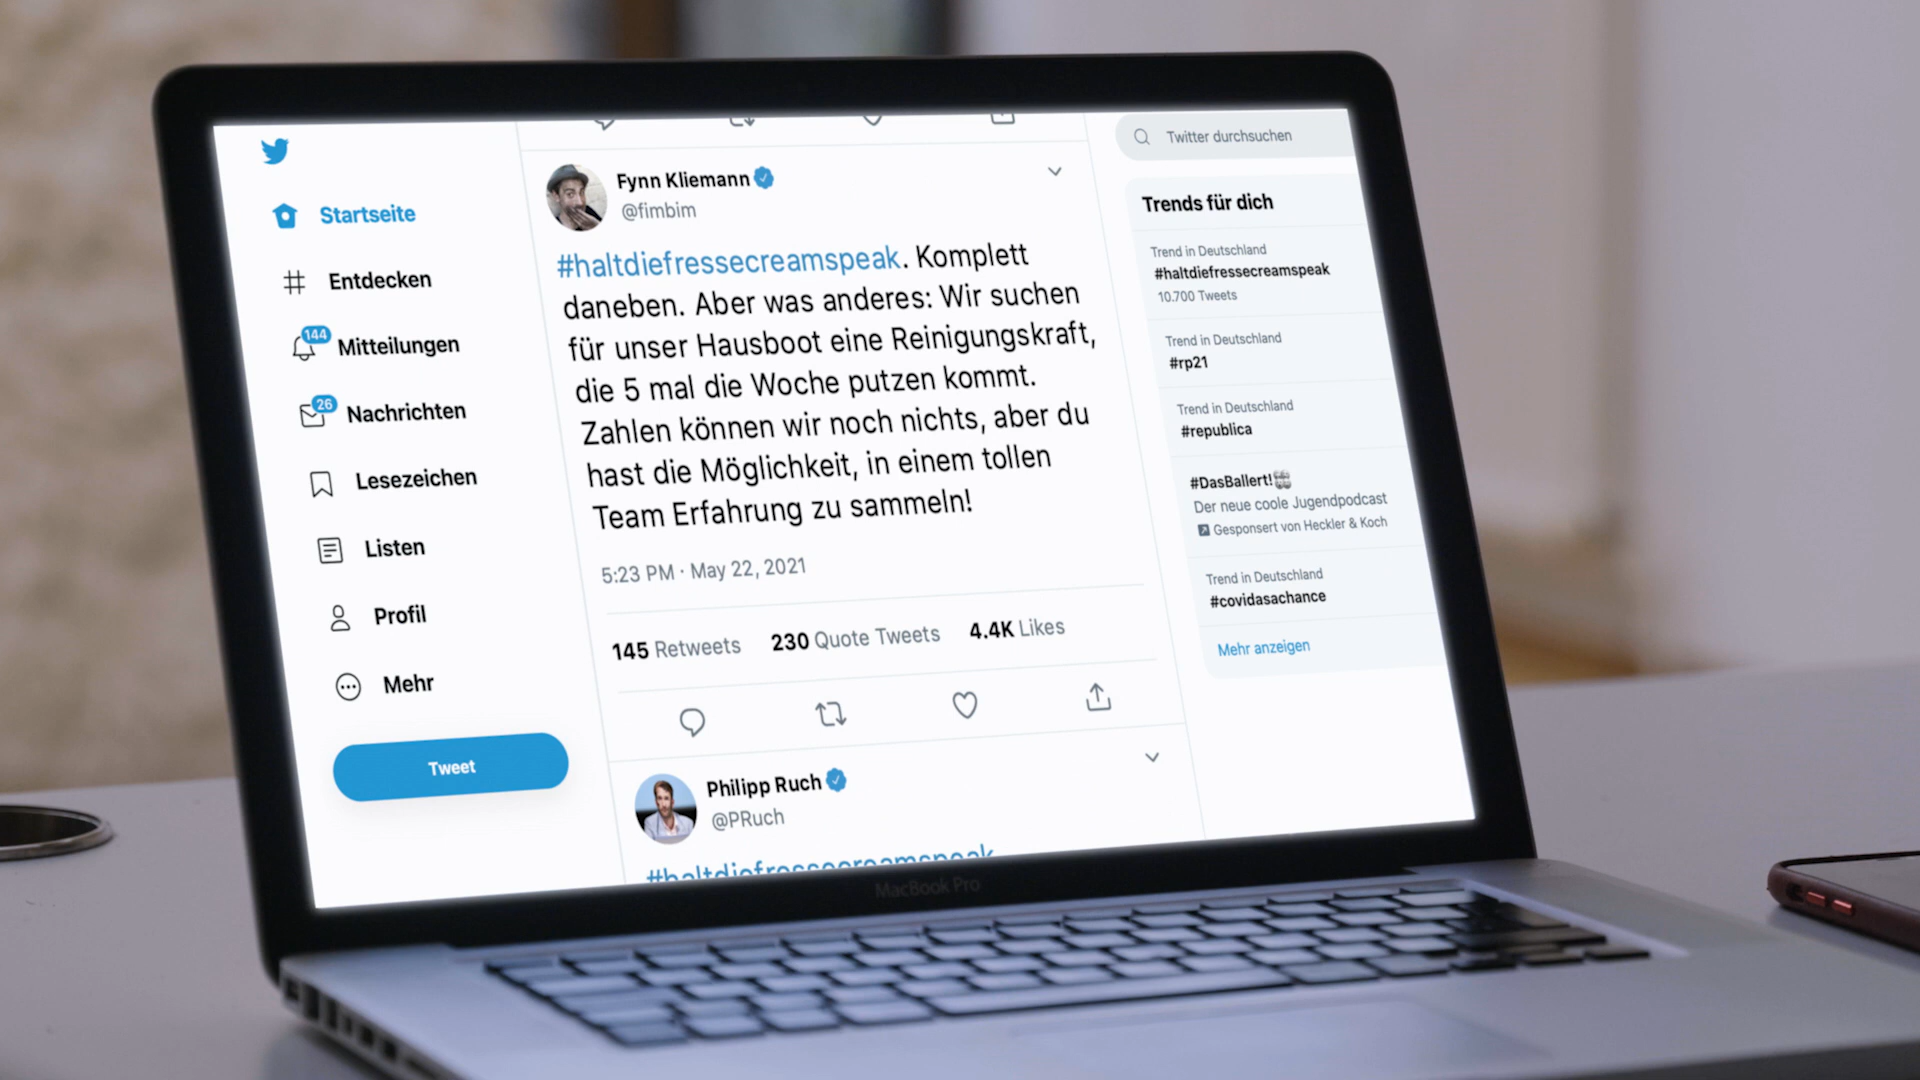 Startseite
Entdecken
144
Mitteilungen
26
Nachrichten
Lesezeichen
Listen
Profil
Mehr
Tweet
Fynn Kliemann
@fimbim
#haltdiefressecreamspeak. Komplett
daneben. Aber was anderes: Wir suchen
für unser Hausboot eine Reinigungskraft,
die 5 mal die Woche putzen kommt.
Zahlen können wir noch nichts, aber du
hast die Möglichkeit, in einem tollen
Team Erfahrung zu sammeln!
5:23 PM · May 22, 2021
145 Retweets 230 Quote Tweets 4.4K Likes
Philipp Ruch
@PRuch
#haltdiefressecreamspeak
Twitter durchsuchen
Trends für dich
Trend in Deutschland
#haltdiefressecreamspeak
10.700 Tweets
Trend in Deutschland
#rp21
Trend in Deutschland
#republica
#DasBallert!
Der neue coole Jugendpodcast
Gesponsert von Heckler & Koch
Trend in Deutschland
#covidasachance
Mehr anzeigen
MacBook Pro